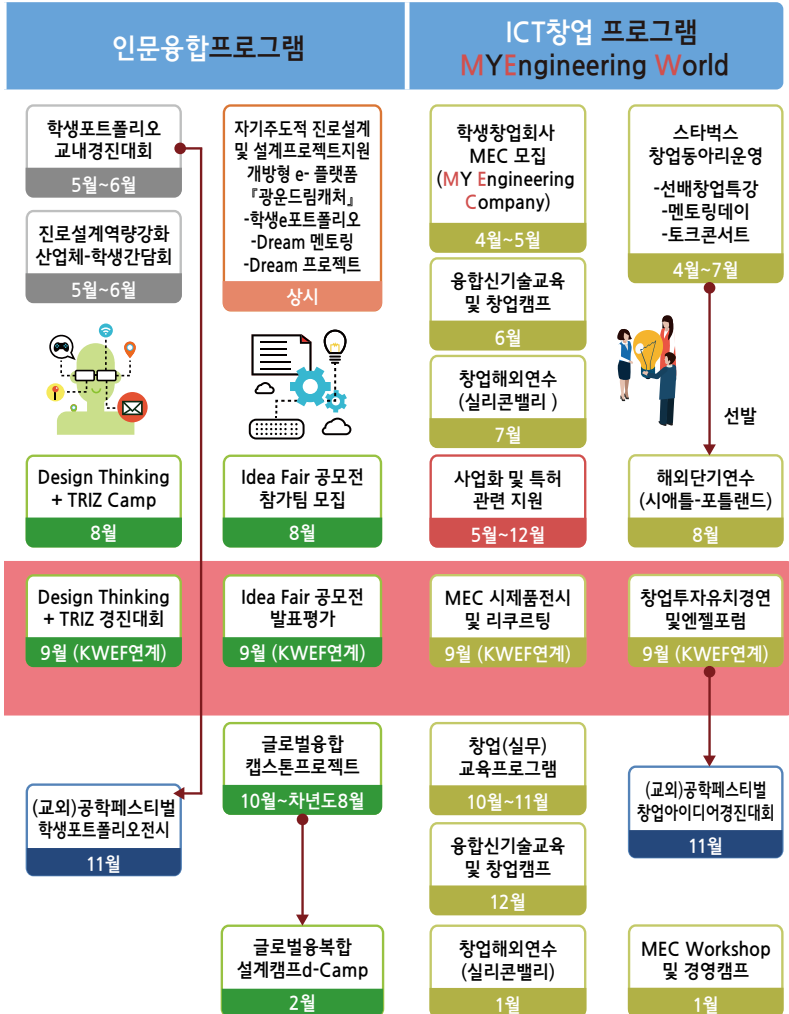 인문융합프로그램
ICT창업 프로그램
MYEngineering World
학생포트폴리오
교내경진대회
5월~6월
진로설계역량강화
산업체-학생간담회
5월~6월
자기주도적 진로설계
및 설계프로젝트지원
개방형 e- 플랫폼
『광운드림캐처』
-학생e포트폴리오
-Dream 멘토링
-Dream 프로젝트
상시
학생창업회사
MEC 모집
(MY Engineering
Company)
4월~5월
융합신기술교육
및 창업캠프
6월
창업해외연수
(실리콘밸리 )
7월
스타벅스
창업동아리운영
-선배창업특강
-멘토링데이
-토크콘서트
4월~7월
선발
Design Thinking
+ TRIZ Camp
8월
Idea Fair 공모전
참가팀 모집
8월
사업화 및 특허
관련 지원
5월~12월
해외단기연수
(시애틀-포틀랜드)
8월
Design Thinking
+ TRIZ 경진대회
9월 (KWEF연계)
Idea Fair 공모전
발표평가
9월 (KWEF연계)
MEC 시제품전시
및 리쿠르팅
9월 (KWEF연계)
창업투자유치경연
및엔젤포럼
9월 (KWEF연계)
(교외)공학페스티벌
학생포트폴리오전시
11월
글로벌융합
캡스톤프로젝트
10월~차년도8월
글로벌융복합
설계캠프d-Camp
2월
창업(실무)
교육프로그램
10월~11월
융합신기술교육
및 창업캠프
12월
창업해외연수
(실리콘밸리)
1월
(교외)공학페스티벌
창업아이디어경진대회
11월
MEC Workshop
및 경영캠프
1월